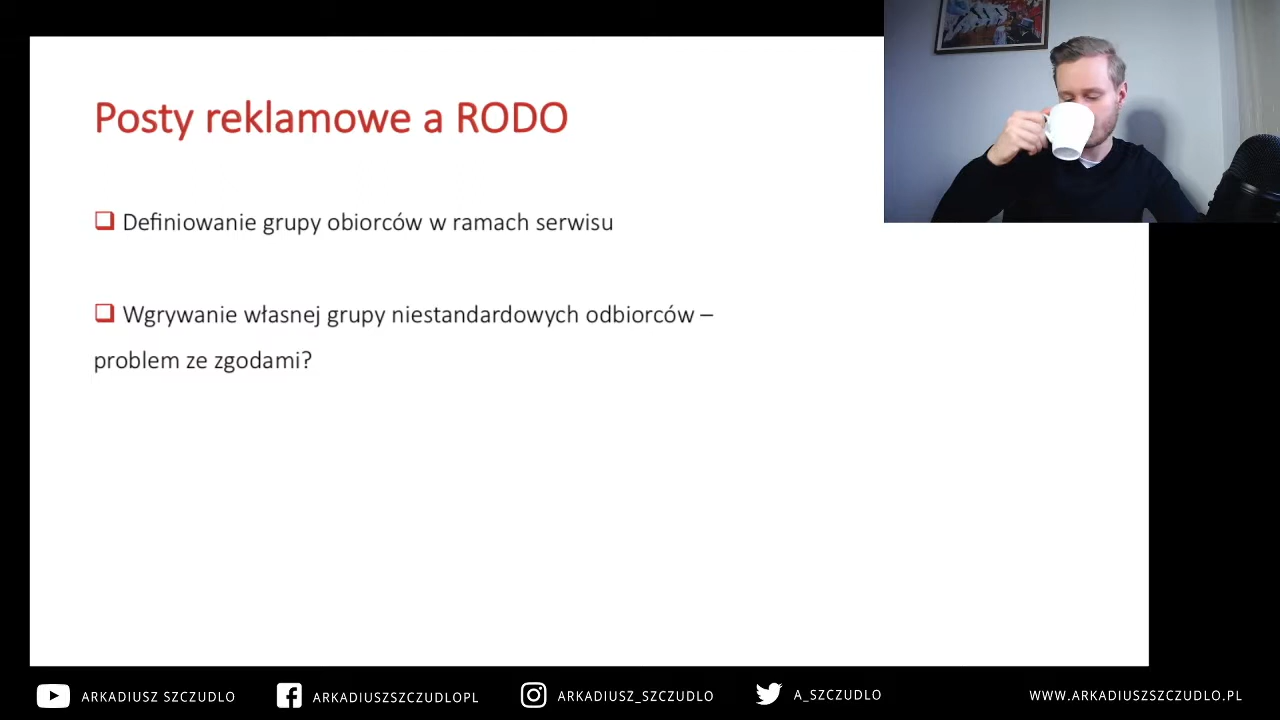 Posty reklamowe a RODO
❑ Definiowanie grupy obiorców w ramach serwisu
❑ Wgrywanie własnej grupy niestandardowych odbiorców –
problem ze zgodami?
ARKADIUSZ SZCZUDLO
ARKADIUSZSZCZUDLOPL
ARKADIUSZ_SZCZUDLO
A_SZCZUDLO
WWW.ARKADIUSZSZCZUDLO.PL